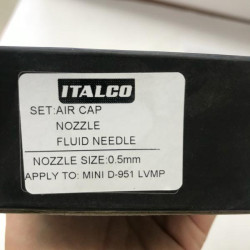 ITALCO
SET:AIR CAP
NOZZLE
FLUID NEEDLE
NOZZLE SIZE:0.5mm
APPLY TO: MINI D-951 LVMP